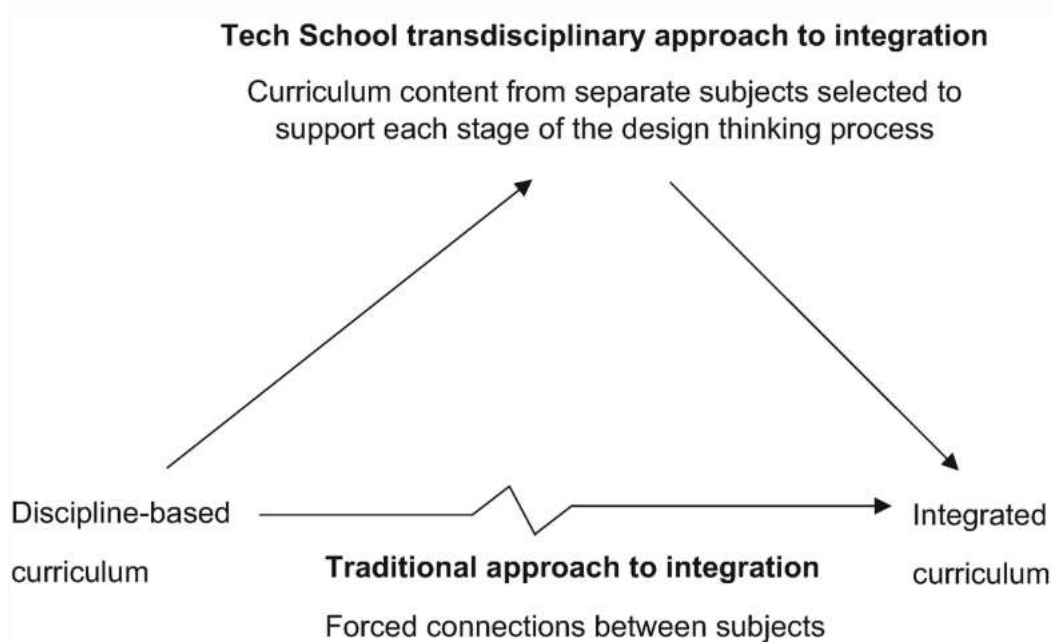 Tech School transdisciplinary approach to integration
Curriculum content from separate subjects selected to
support each stage of the design thinking process
Discipline-based
curriculum
Integrated
curriculum
Traditional approach to integration
Forced connections between subjects